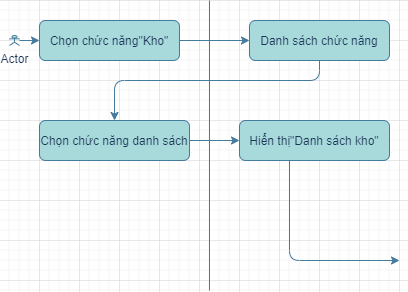 Chọn chức năng"Kho"
Danh sách chức năng
Actor
Chọn chức năng danh sách
Hiển thị"Danh sách kho"